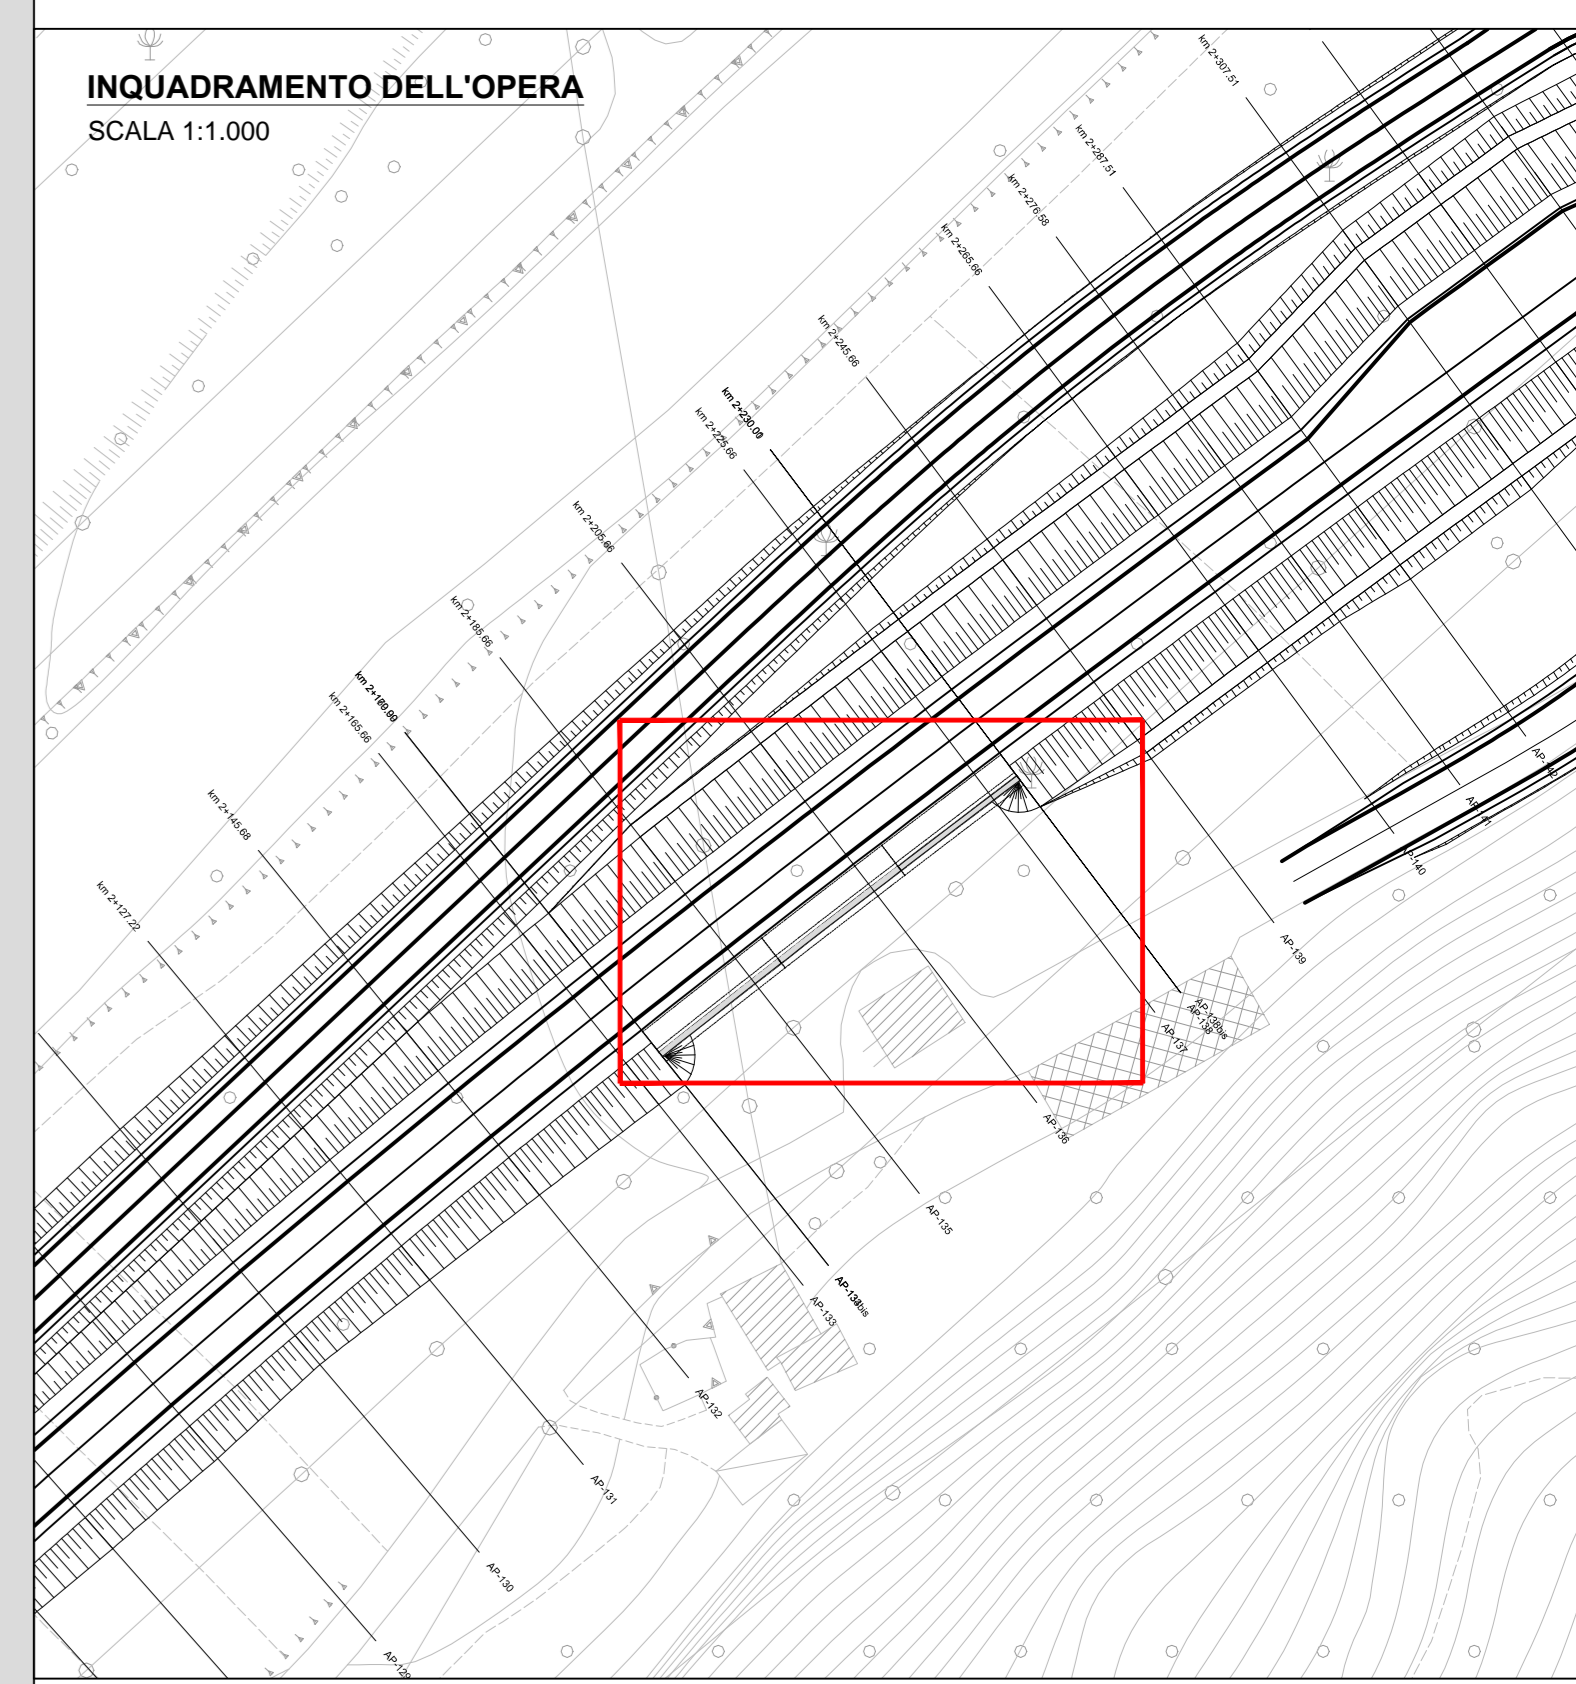 INQUADRAMENTO DELL'OPERA
SCALA 1:1.000
km 2+307.51
km 2+287.51
km 2+276.58
km 2+265.66
km 2+245.66
km 2+230.00
km 2+225.66
km 2+205.66
km 2+185.66
km 2+165.66
km 2+145.68
km 2+127.22
AP-141
AP-140
AP-139
AP-138bis
AP-138
AP-137
AP-136
AP-135
AP-133
AP-132
AP-131
AP-130
AP-129